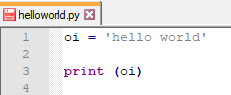 helloworld.py
1 oi = 'hello world'
2
3 print (oi)
4